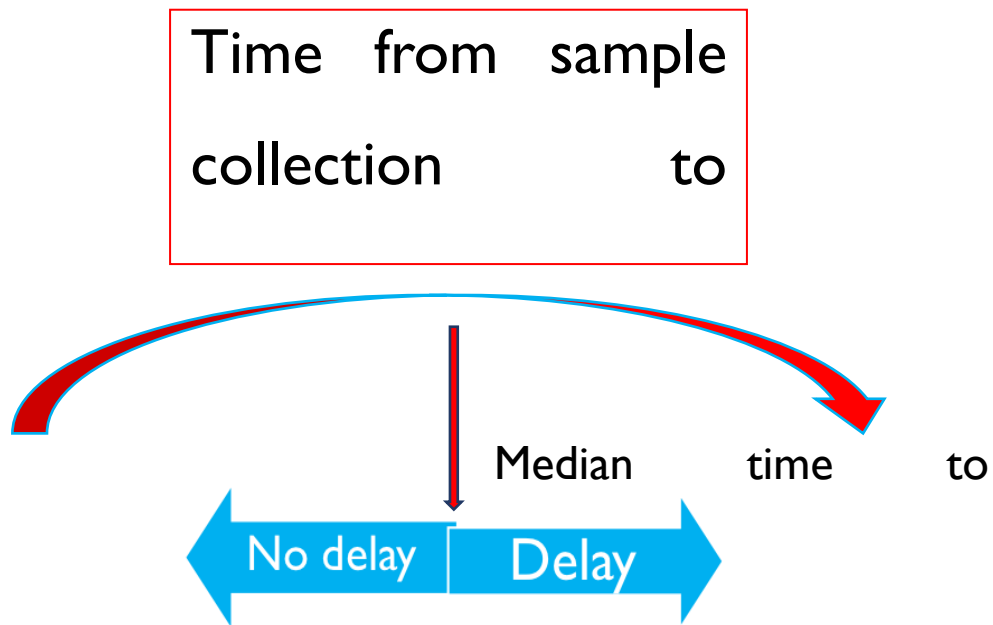 Time from sample
collection to
Median time to
No delay
Delay